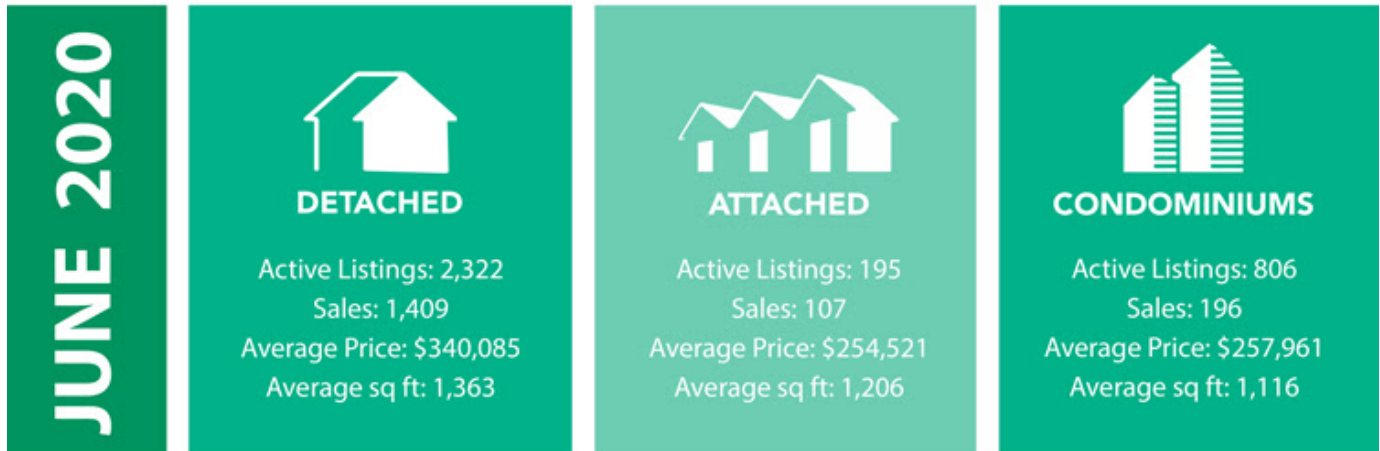 JUNE 2020
DETACHED
Active Listings: 2,322
Sales: 1,409
Average Price: $340,085
Average sq ft: 1,363
ATTACHED
Active Listings: 195
Sales: 107
Average Price: $254,521
Average sq ft: 1,206
CONDOMINIUMS
Active Listings: 806
Sales: 196
Average Price: $257,961
Average sq ft: 1,116